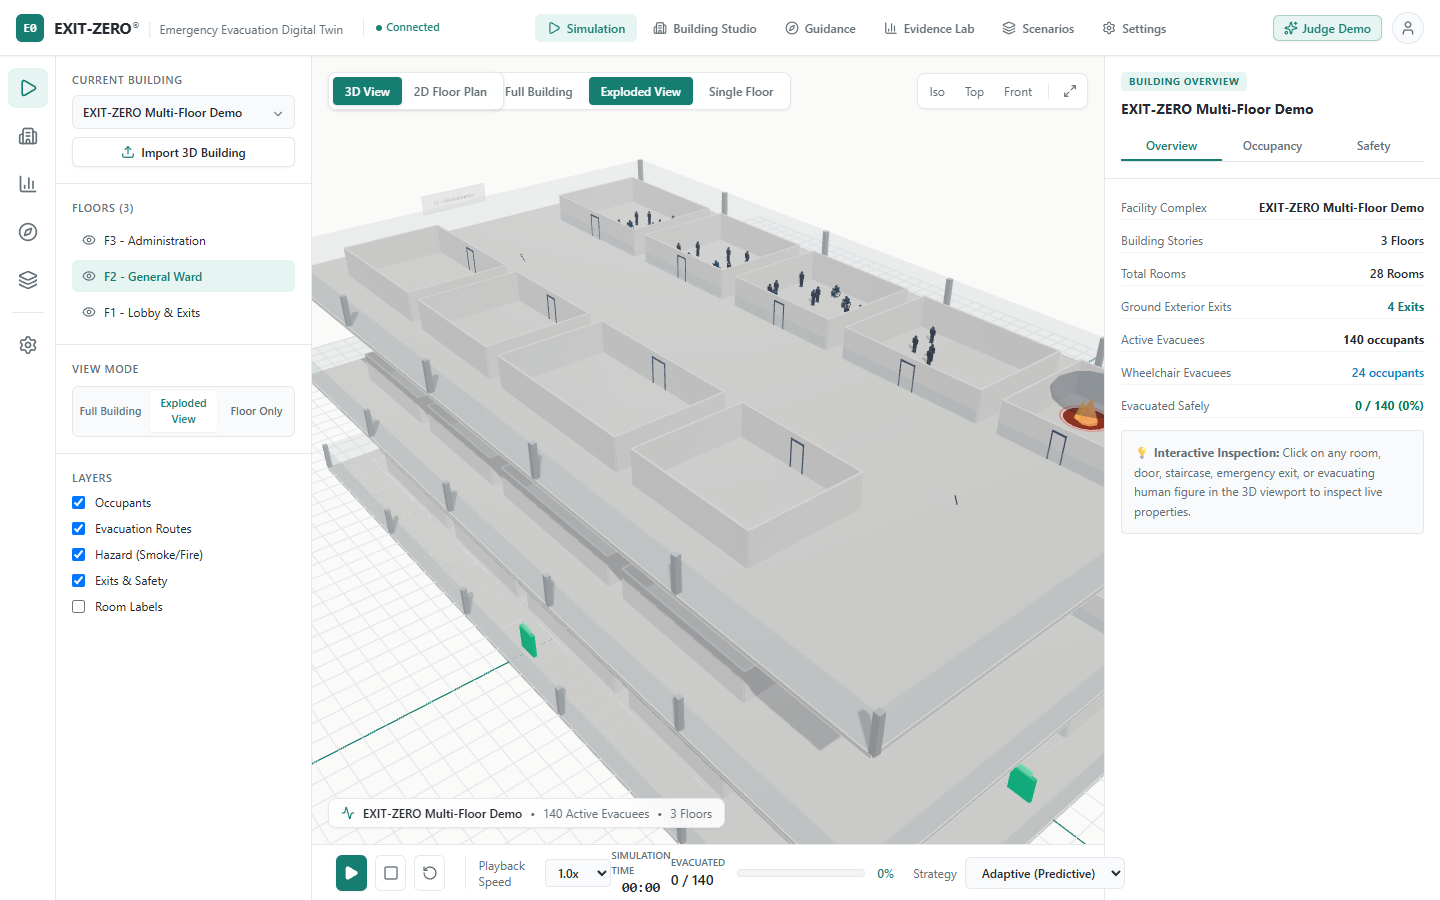 E0 EXIT-ZERO® Emergency Evacuation Digital Twin Connected
Simulation Building Studio Guidance Evidence Lab Scenarios Settings
Judge Demo
CURRENT BUILDING
EXIT-ZERO Multi-Floor Demo
Import 3D Building
FLOORS (3)
F3 - Administration
F2 - General Ward
F1 - Lobby & Exits
VIEW MODE
Full Building
Exploded View
Floor Only
LAYERS
Occupants
Evacuation Routes
Hazard (Smoke/Fire)
Exits & Safety
Room Labels
3D View 2D Floor Plan Full Building Exploded View Single Floor
Iso Top Front
EXIT-ZERO Multi-Floor Demo • 140 Active Evacuees • 3 Floors
Playback Speed
1.0x
SIMULATION TIME
00:00
EVACUATED
0 / 140
0%
Strategy
Adaptive (Predictive)
BUILDING OVERVIEW
EXIT-ZERO Multi-Floor Demo
Overview Occupancy Safety
Facility Complex EXIT-ZERO Multi-Floor Demo
Building Stories 3 Floors
Total Rooms 28 Rooms
Ground Exterior Exits 4 Exits
Active Evacuees 140 occupants
Wheelchair Evacuees 24 occupants
Evacuated Safely 0 / 140 (0%)
💡 Interactive Inspection: Click on any room,
door, staircase, emergency exit, or evacuating
human figure in the 3D viewport to inspect live
properties.